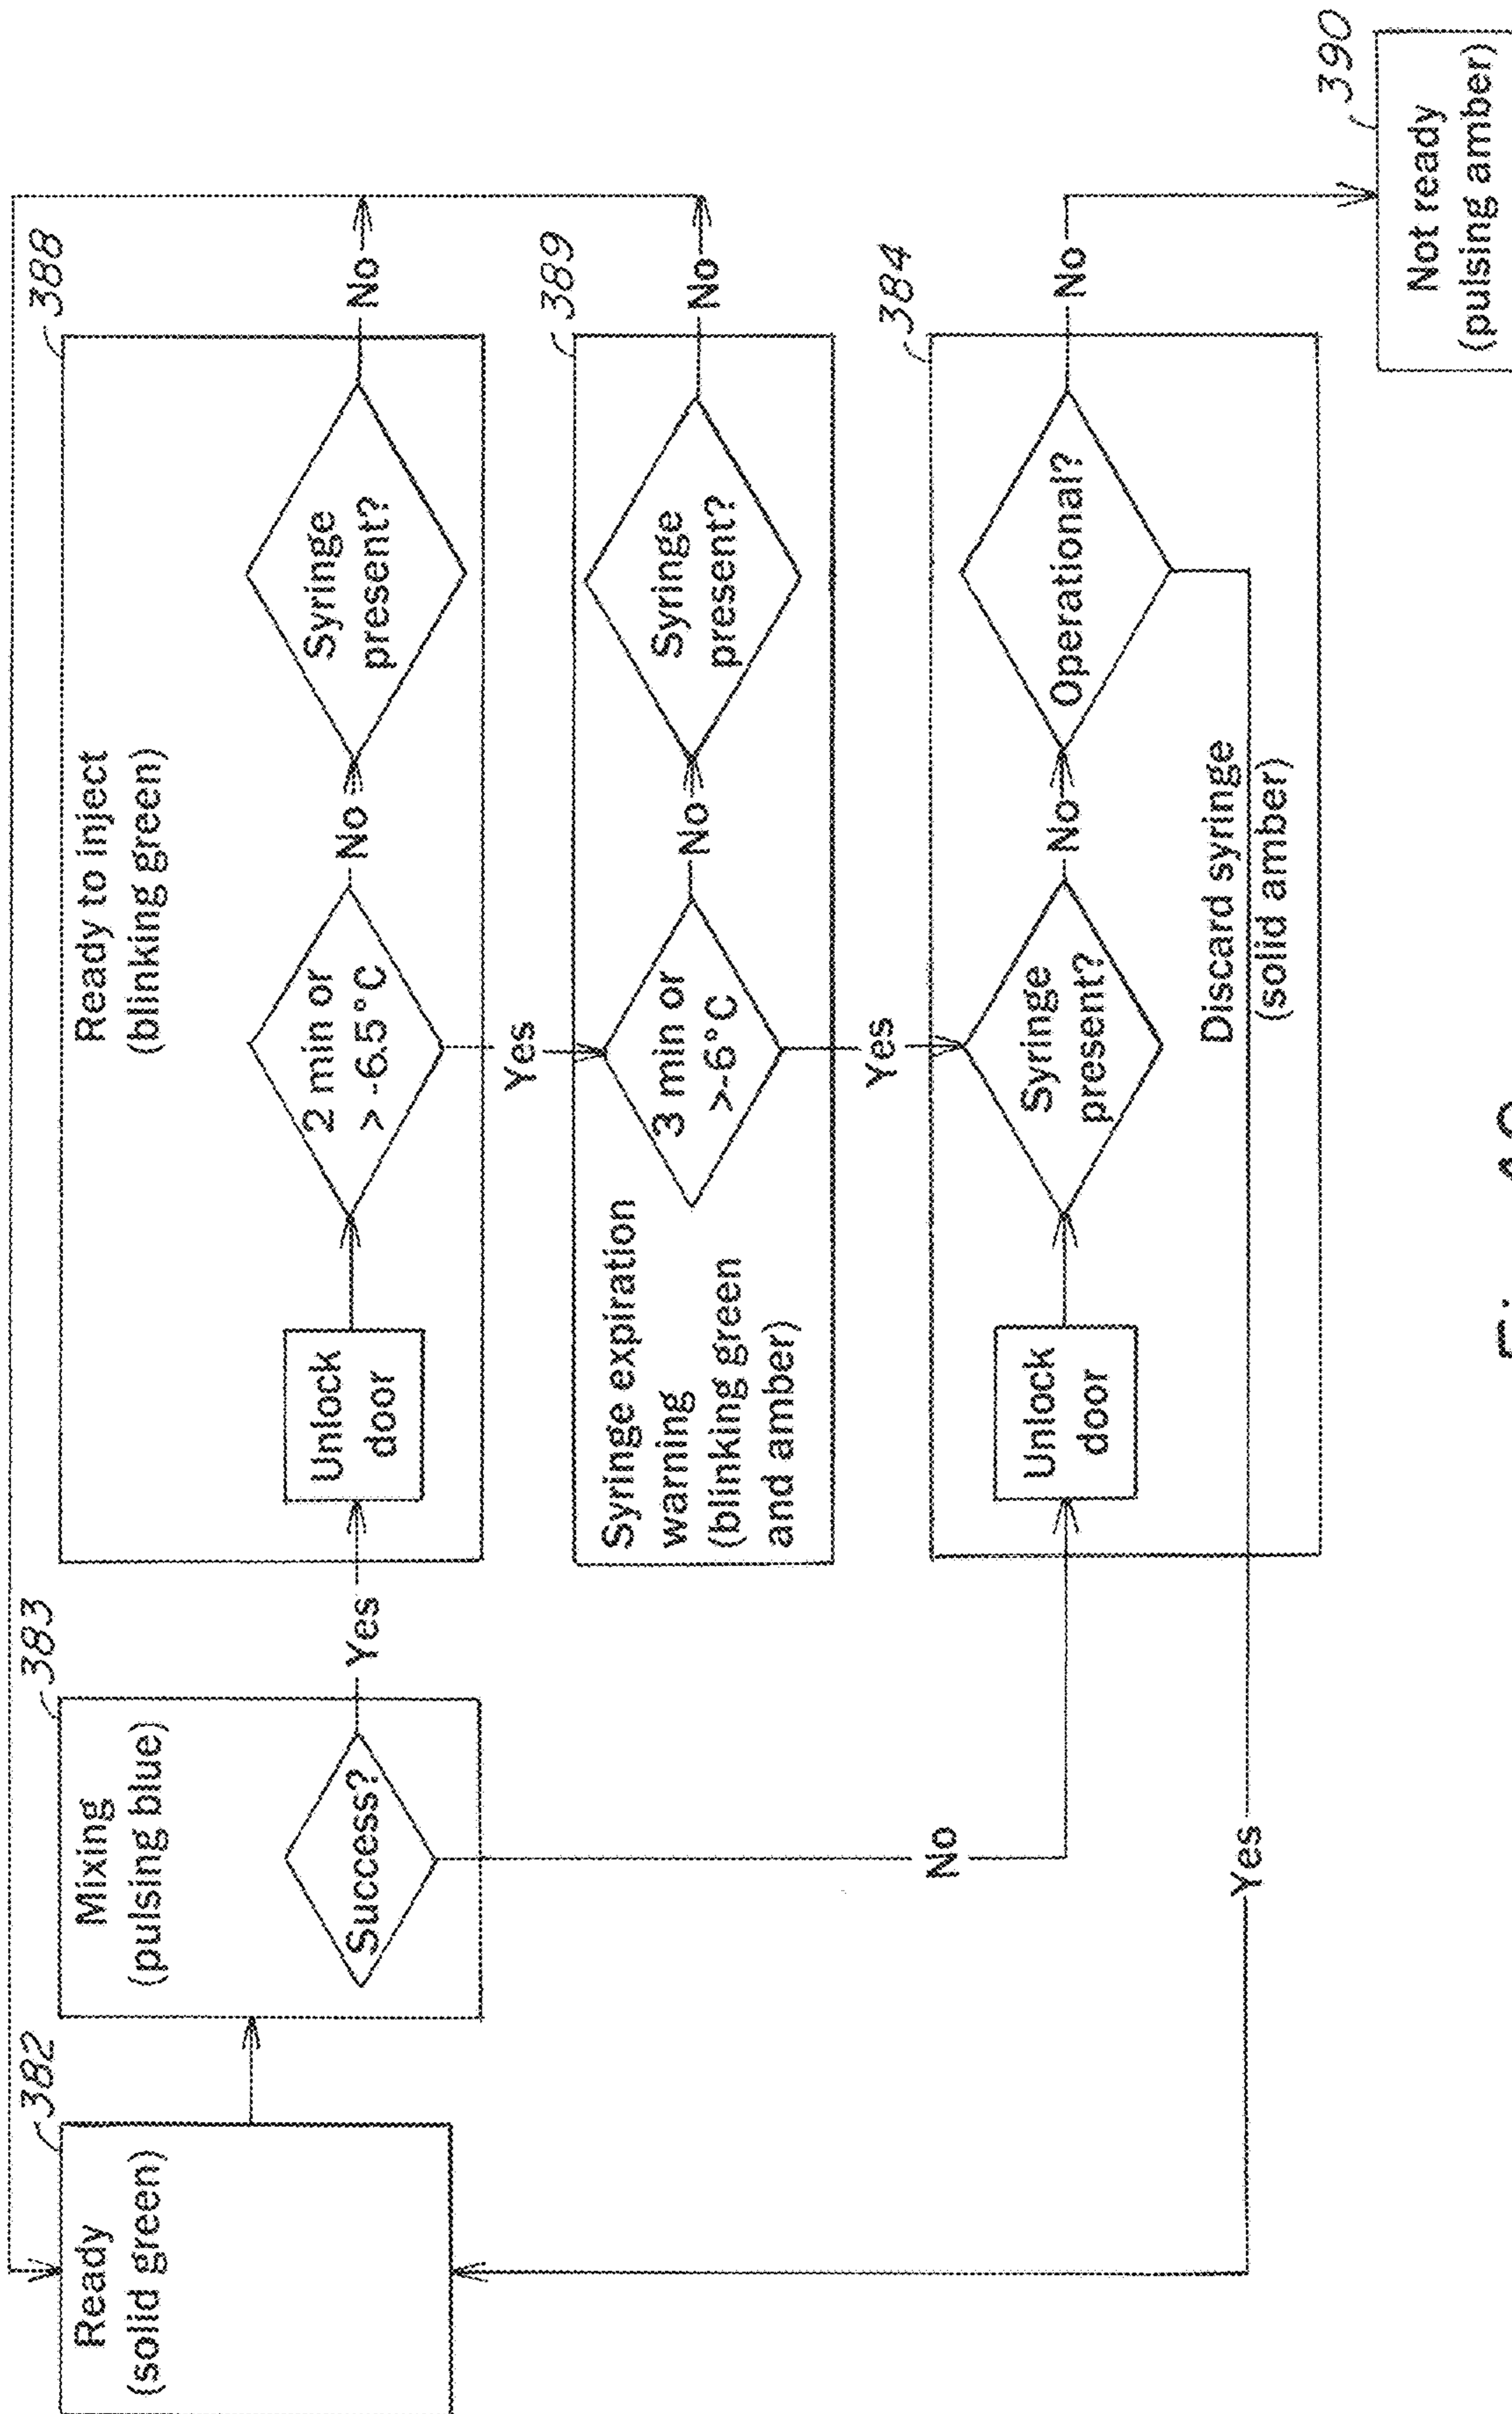 382
Ready
(solid green)
383
Mixing
(pulsing blue)
Success?
Yes
No
388
Ready to inject
(blinking green)
Unlock
door
2 min or
> -6.5°C
No
Syringe
present?
No
Yes
389
Syringe expiration
warning
(blinking green
and amber)
3 min or
>-6°C
No
Syringe
present?
No
Yes
384
Unlock
door
Syringe
present?
No
Operational?
No
Discard syringe
(solid amber)
Yes
390
Not ready
(pulsing amber)